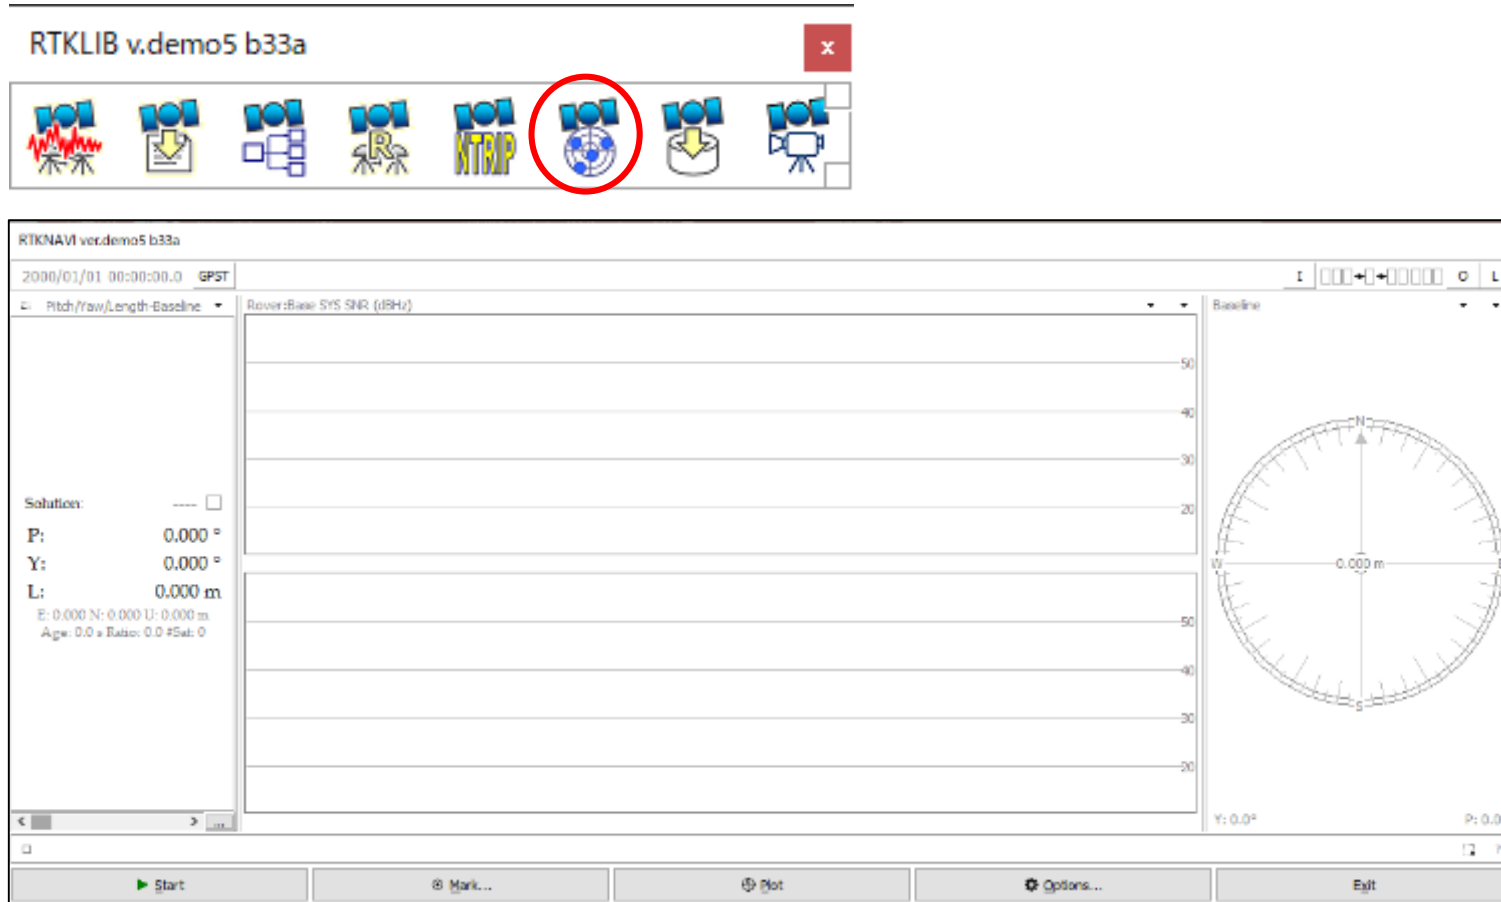 RTKLIB v.demo5 b33a
x
R
NTRIP
RTKNAVI ver.demo5 b33a
2000/01/01 00:00:00.0 GPST
I
O L
Pitch/Yaw/Length-Baseline
Rover:Base SYS SNR (dBHz)
Baseline
50
40
30
20
50
40
30
20
Solution: ----
P: 0.000 °
Y: 0.000 °
L: 0.000 m
E: 0.000 N: 0.000 U: 0.000 m
Age: 0.0 s Ratio: 0.0 #Sat: 0
N
W
0.000 m
S
Y: 0.0°
P: 0.0
...
Start
Mark...
Plot
Options...
Exit